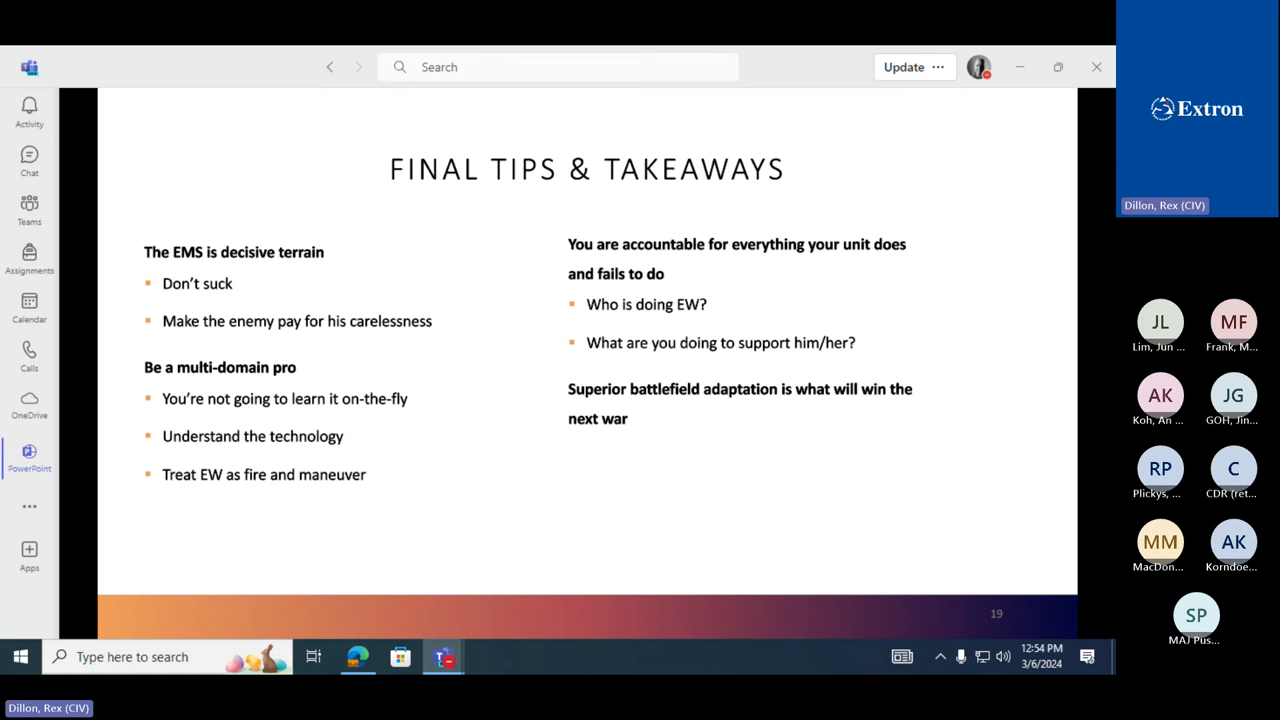 Search
Update
Activity
Chat
Teams
Assignments
Calendar
Calls
OneDrive
PowerPoint
Apps
FINAL TIPS & TAKEAWAYS
The EMS is decisive terrain
▪ Don't suck
▪ Make the enemy pay for his carelessness
Be a multi-domain pro
▪ You're not going to learn it on-the-fly
▪ Understand the technology
▪ Treat EW as fire and maneuver
You are accountable for everything your unit does
and fails to do
▪ Who is doing EW?
▪ What are you doing to support him/her?
Superior battlefield adaptation is what will win the
next war
19
Extron
Dillon, Rex (CIV)
JL
Lim, Jun ...
MF
Frank, M...
AK
Koh, An ...
JG
GOH, Jin...
RP
Plickys, ...
C
CDR (ret...
MM
MacDon...
AK
Korndoe...
SP
MAJ Pus...
Type here to search
12:54 PM
3/6/2024
Dillon, Rex (CIV)